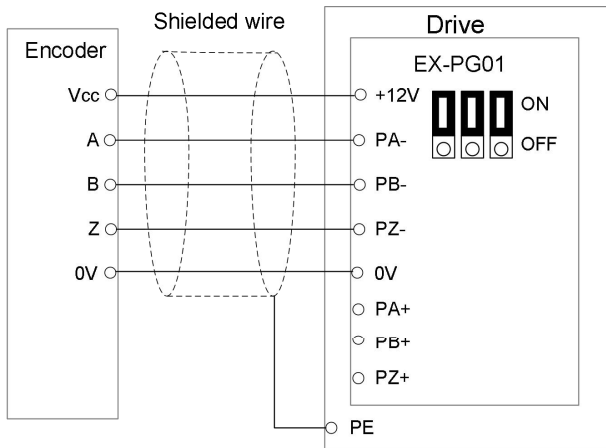 Shielded wire
Drive
Encoder
EX-PG01
Vcc
+12V
ON
OFF
A
PA-
B
PB-
Z
PZ-
0V
0V
PA+
PB+
PZ+
PE